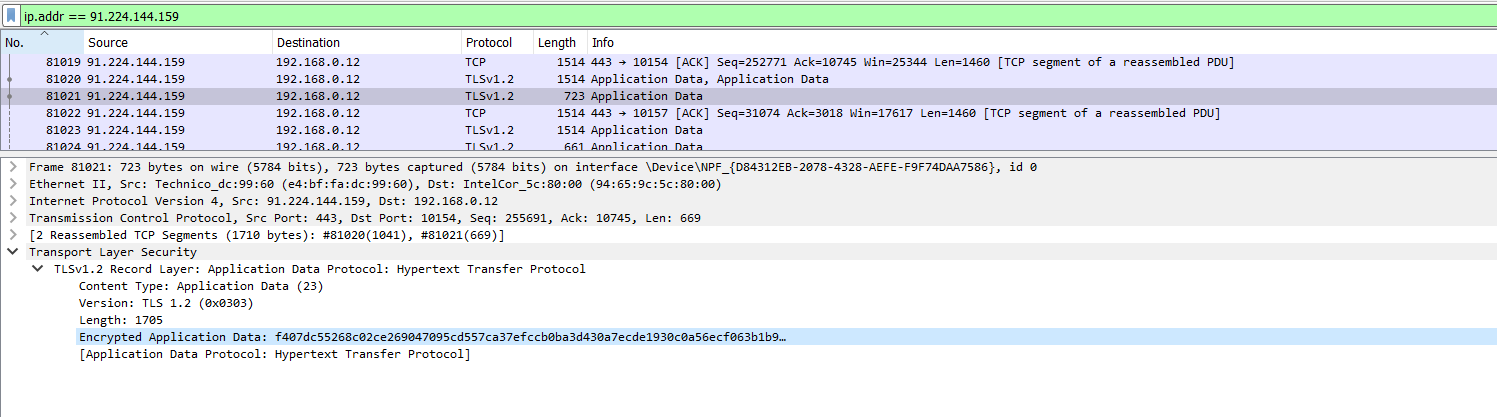 ip.addr == 91.224.144.159
No. Source Destination Protocol Length Info
81019 91.224.144.159 192.168.0.12 TCP 1514 443 → 10154 [ACK] Seq=252771 Ack=10745 Win=25344 Len=1460 [TCP segment of a reassembled PDU]
81020 91.224.144.159 192.168.0.12 TLSv1.2 1514 Application Data, Application Data
81021 91.224.144.159 192.168.0.12 TLSv1.2 723 Application Data
81022 91.224.144.159 192.168.0.12 TCP 1514 443 → 10157 [ACK] Seq=31074 Ack=3018 Win=17617 Len=1460 [TCP segment of a reassembled PDU]
81023 91.224.144.159 192.168.0.12 TLSv1.2 1514 Application Data
81024 91.224.144.159 192.168.0.12 TLSv1.2 661 Application Data
Frame 81021: 723 bytes on wire (5784 bits), 723 bytes captured (5784 bits) on interface \Device\NPF_{D84312EB-2078-4328-AEFE-F9F74DAA7586}, id 0
Ethernet II, Src: Technico_dc:99:60 (e4:bf:fa:dc:99:60), Dst: IntelCor_5c:80:00 (94:65:9c:5c:80:00)
Internet Protocol Version 4, Src: 91.224.144.159, Dst: 192.168.0.12
Transmission Control Protocol, Src Port: 443, Dst Port: 10154, Seq: 255691, Ack: 10745, Len: 669
[2 Reassembled TCP Segments (1710 bytes): #81020(1041), #81021(669)]
Transport Layer Security
TLSv1.2 Record Layer: Application Data Protocol: Hypertext Transfer Protocol
Content Type: Application Data (23)
Version: TLS 1.2 (0x0303)
Length: 1705
Encrypted Application Data: f407dc55268c02ce269047095cd557ca37efccb0ba3d430a7ecde1930c0a56ecf063b1b9…
[Application Data Protocol: Hypertext Transfer Protocol]